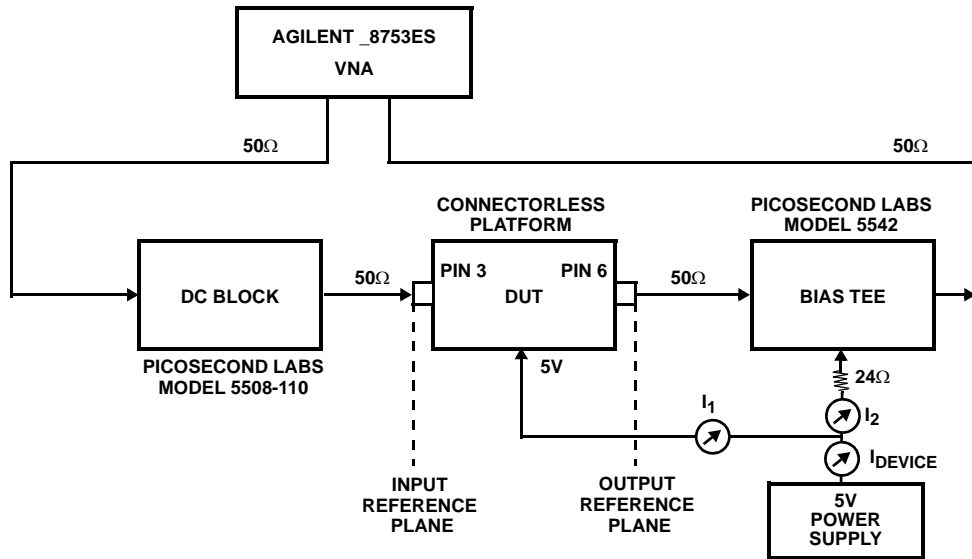 AGILENT _8753ES
VNA
50Ω
50Ω
CONNECTORLESS
PLATFORM
PICOSECOND LABS
MODEL 5542
DC BLOCK
50Ω
PIN 3
PIN 6
DUT
50Ω
BIAS TEE
PICOSECOND LABS
MODEL 5508-110
5V
24Ω
I1
I2
IDEVICE
INPUT
REFERENCE
PLANE
OUTPUT
REFERENCE
PLANE
5V
POWER
SUPPLY